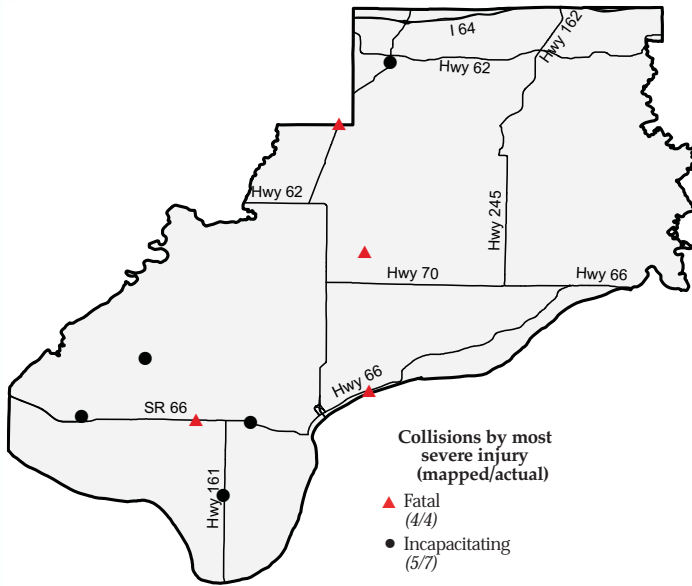 I 64
Hwy 162
Hwy 62
Hwy 62
Hwy 245
Hwy 70
Hwy 66
Hwy 66
SR 66
Hwy 161
Collisions by most
severe injury
(mapped/actual)
Fatal
(4/4)
Incapacitating
(5/7)